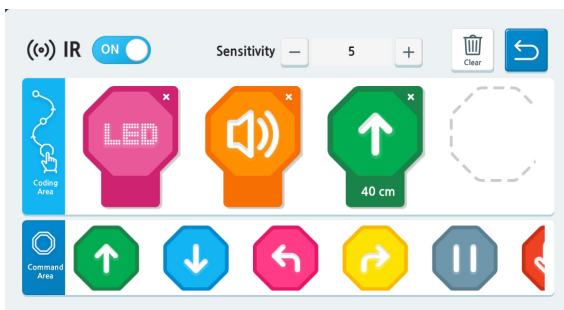 IR ON Sensitivity — 5 + Clear
LED
40 cm
Coding
Area
Command
Area